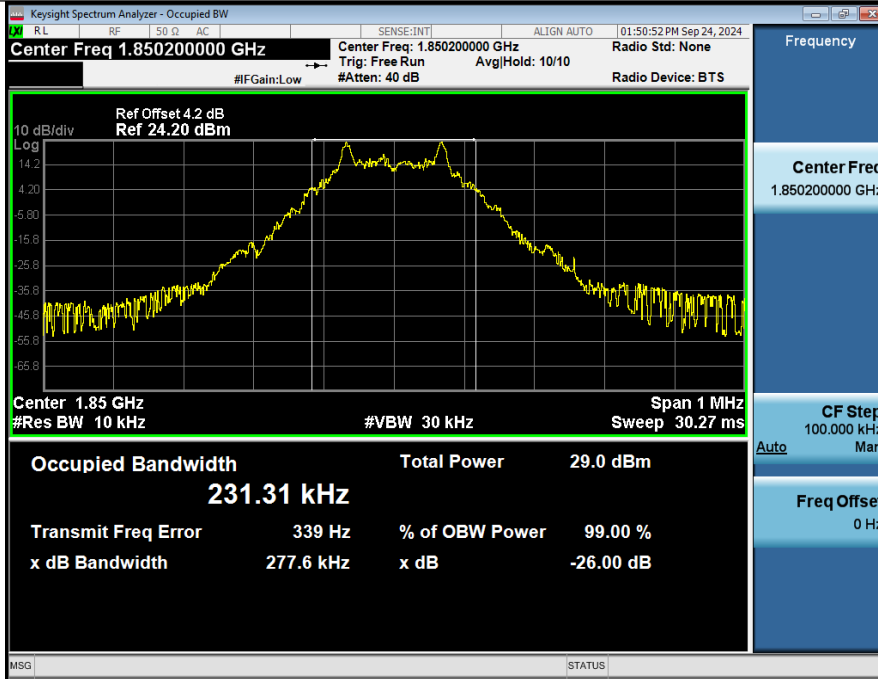 Keysight Spectrum Analyzer - Occupied BW
LXI RL RF 50 Ω AC SENSE:INT ALIGN AUTO 01:50:52 PM Sep 24, 2024
Center Freq 1.850200000 GHz
Center Freq: 1.850200000 GHz
Radio Std: None
Trig: Free Run Avg|Hold: 10/10
#IFGain:Low
#Atten: 40 dB
Radio Device: BTS
Ref Offset 4.2 dB
10 dB/div Ref 24.20 dBm
Log
14.2
4.20
-5.80
-15.8
-25.8
-35.8
-45.8
-55.8
-65.8
Center 1.85 GHz Span 1 MHz
#Res BW 10 kHz #VBW 30 kHz Sweep 30.27 ms
Occupied Bandwidth Total Power 29.0 dBm
231.31 kHz
Transmit Freq Error 339 Hz % of OBW Power 99.00 %
x dB Bandwidth 277.6 kHz x dB -26.00 dB
MSG STATUS
Frequency
Center Freq
1.850200000 GHz
CF Step
100.000 kHz
Auto Man
Freq Offset
0 Hz